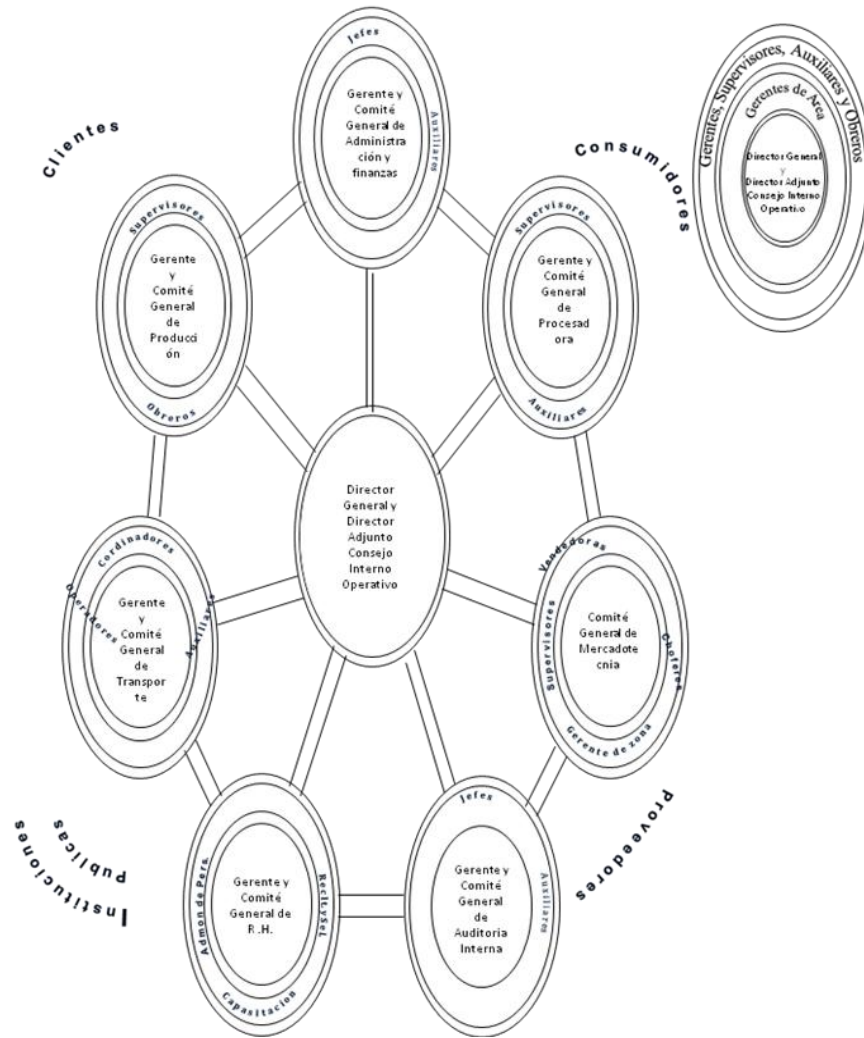 Jefes
Gerente y
Comité
General de
Administra
ción y
finanzas
Auxiliares
Clientes
Consumidores
Gerentes, Supervisores, Auxiliares y Obreros
Gerentes de Area
Director General
y
Director Adjunto
Consejo Interno
Operativo
Supervisores
Gerente
y
Comité
General
de
Producci
ón
Obreros
Supervisores
Gerente y
Comité
General
de
Procesad
ora
Auxiliares
Director
General y
Director
Adjunto
Consejo
Interno
Operativo
Cordinadores
Operadores
Auxiliares
Gerente
y
Comité
General
de
Transpor
te
Vendedoras
Supervisores
Choferes
Comité
General de
Mercadote
cnia
Gerente de zona
Instituciones
Publicas
Proveedores
Admon de Pers.
Gerente y
Comité
General de
R .H.
Reclt.ySel.
Capasitacion
Jefes
Gerente y
Comité
General
de
Auditoria
Interna
Auxiliares